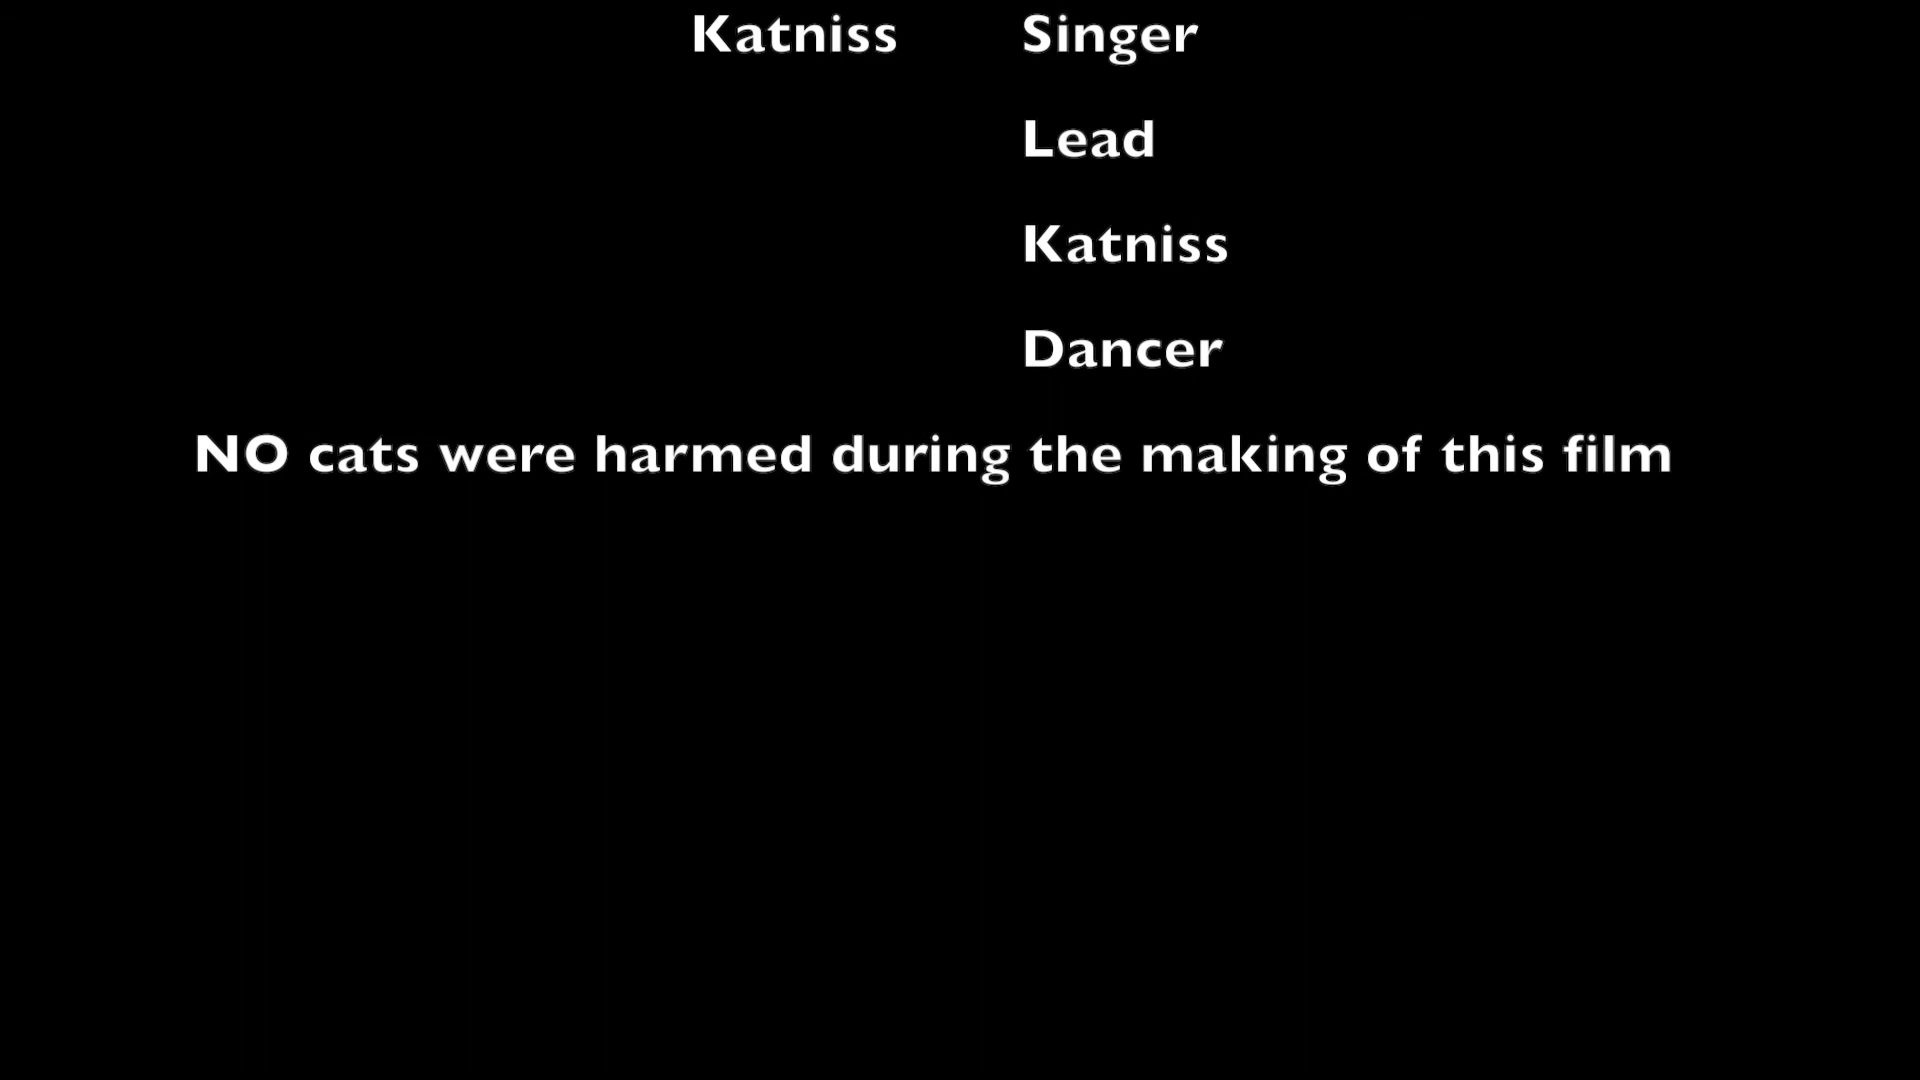 Katniss Singer
Lead
Katniss
Dancer
NO cats were harmed during the making of this film